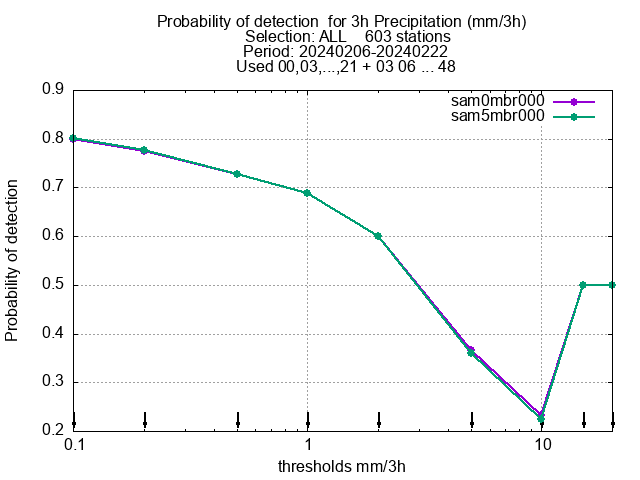 Probability of detection  for 3h Precipitation (mm/3h)
Selection: ALL    603 stations
Period: 20240206-20240222
Used 00,03,...,21 + 03 06 ... 48
sam0mbr000
sam5mbr000
0.9
0.8
0.7
0.6
0.5
0.4
0.3
0.2
Probability of detection
0.1 1 10
thresholds mm/3h